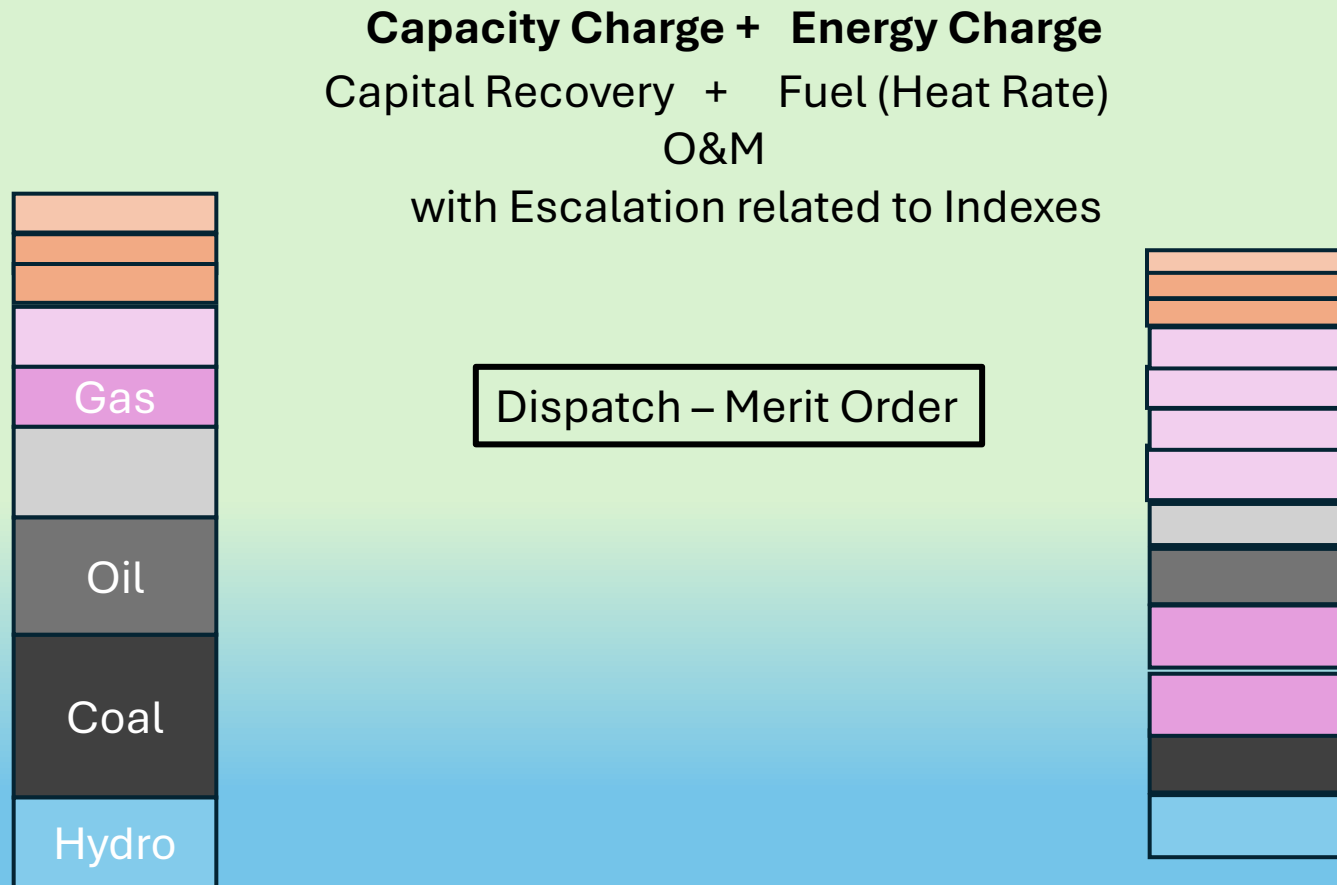 Capacity Charge + Energy Charge
Capital Recovery + Fuel (Heat Rate)
O&M
with Escalation related to Indexes
Gas
Dispatch – Merit Order
Oil
Coal
Hydro